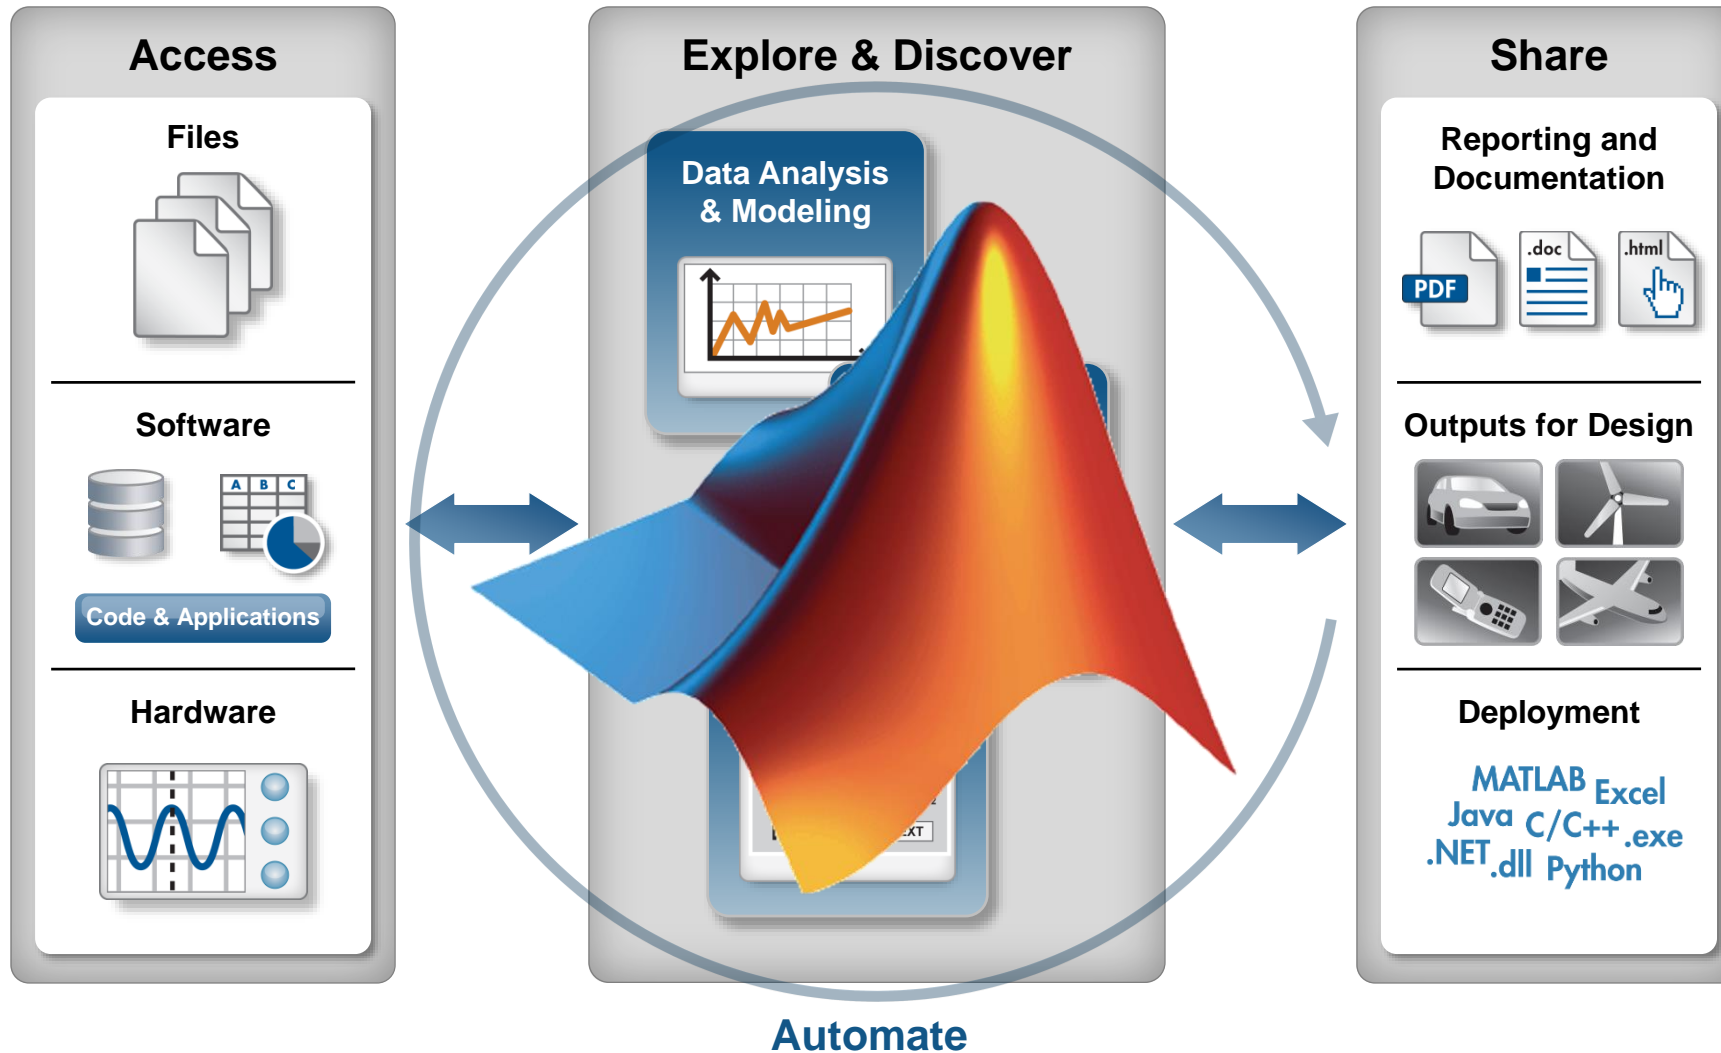 Access
Files
Software
A B C
Code & Applications
Hardware
Explore & Discover
Data Analysis
& Modeling
Share
Reporting and
Documentation
PDF
.doc
.html
Outputs for Design
Deployment
MATLAB Excel
Java C/C++ .exe
.NET .dll Python
Automate